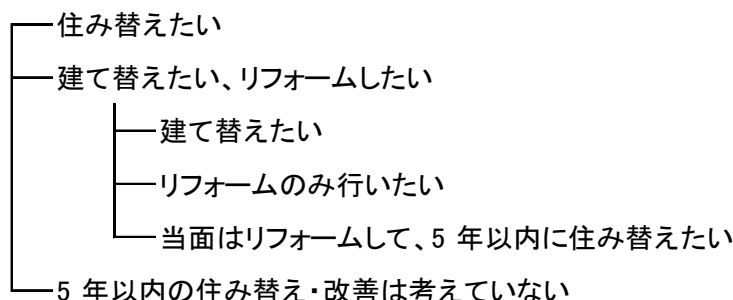 住み替えたい
建て替えたい、リフォームしたい
建て替えたい
リフォームのみ行いたい
当面はリフォームして、5 年以内に住み替えたい
5 年以内の住み替え・改善は考えていない